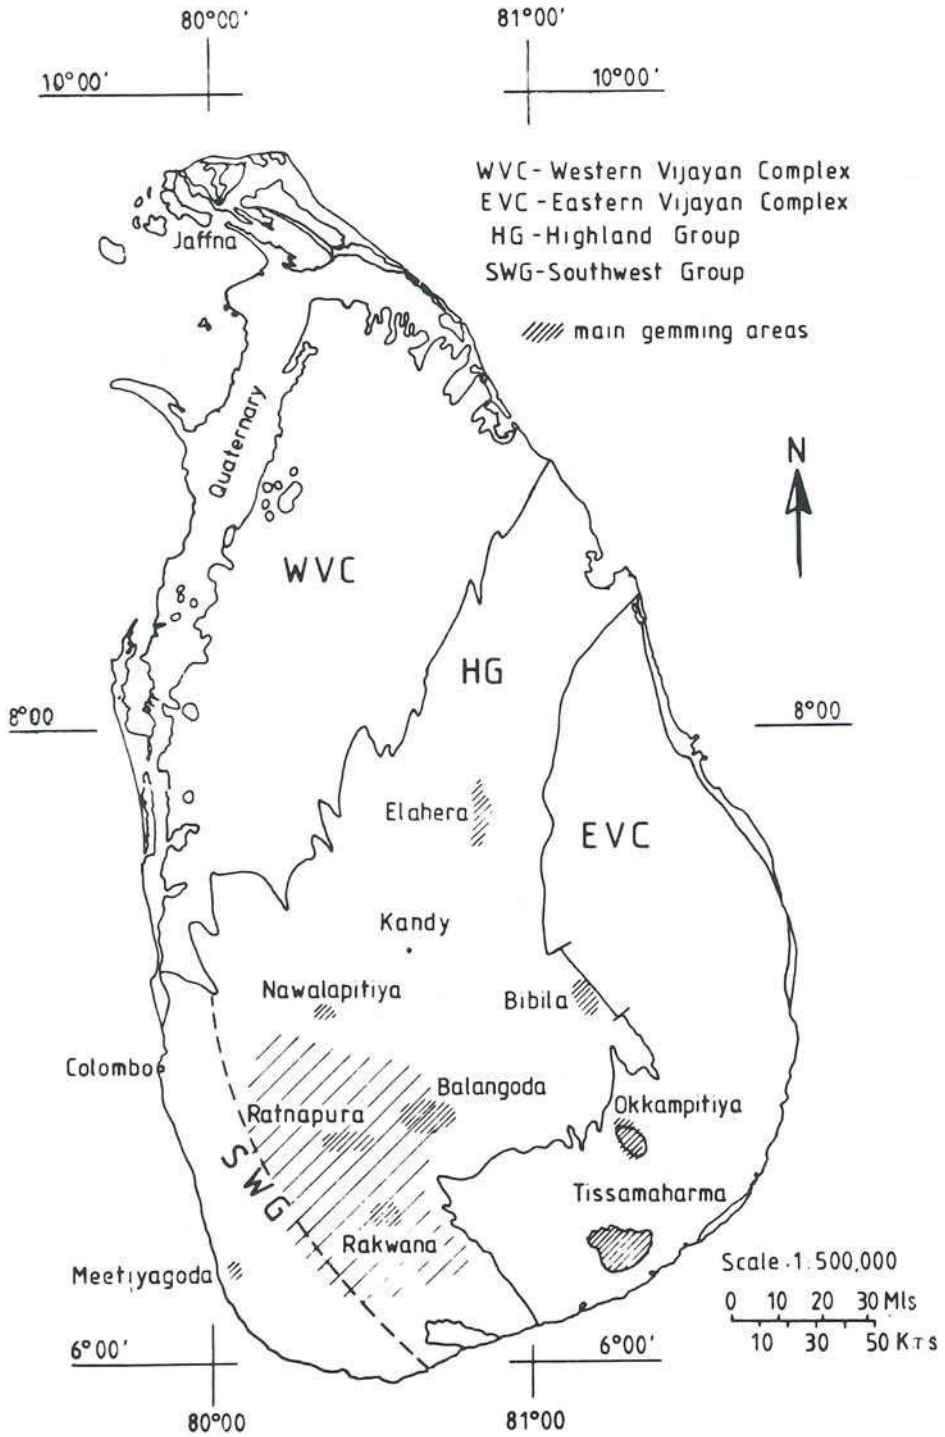 80°00'
81°00'
10°00'
10°00'
WVC-Western Vijayan Complex
EVC-Eastern Vijayan Complex
HG-Highland Group
SWG-Southwest Group
main gemming areas
Jaffna
Quaternary
N
WVC
HG
8°00
8°00
Elahera
EVC
Kandy
Nawalapitiya
Bibila
Colombo
Balangoda
Ratnapura
Okkampitiya
SWG
Tissamaharma
Rakwana
Meetiyagoda
Scale.1:500,000
0 10 20 30 Mls
10 30 50 KTS
6°00'
6°00'
80°00
81°00